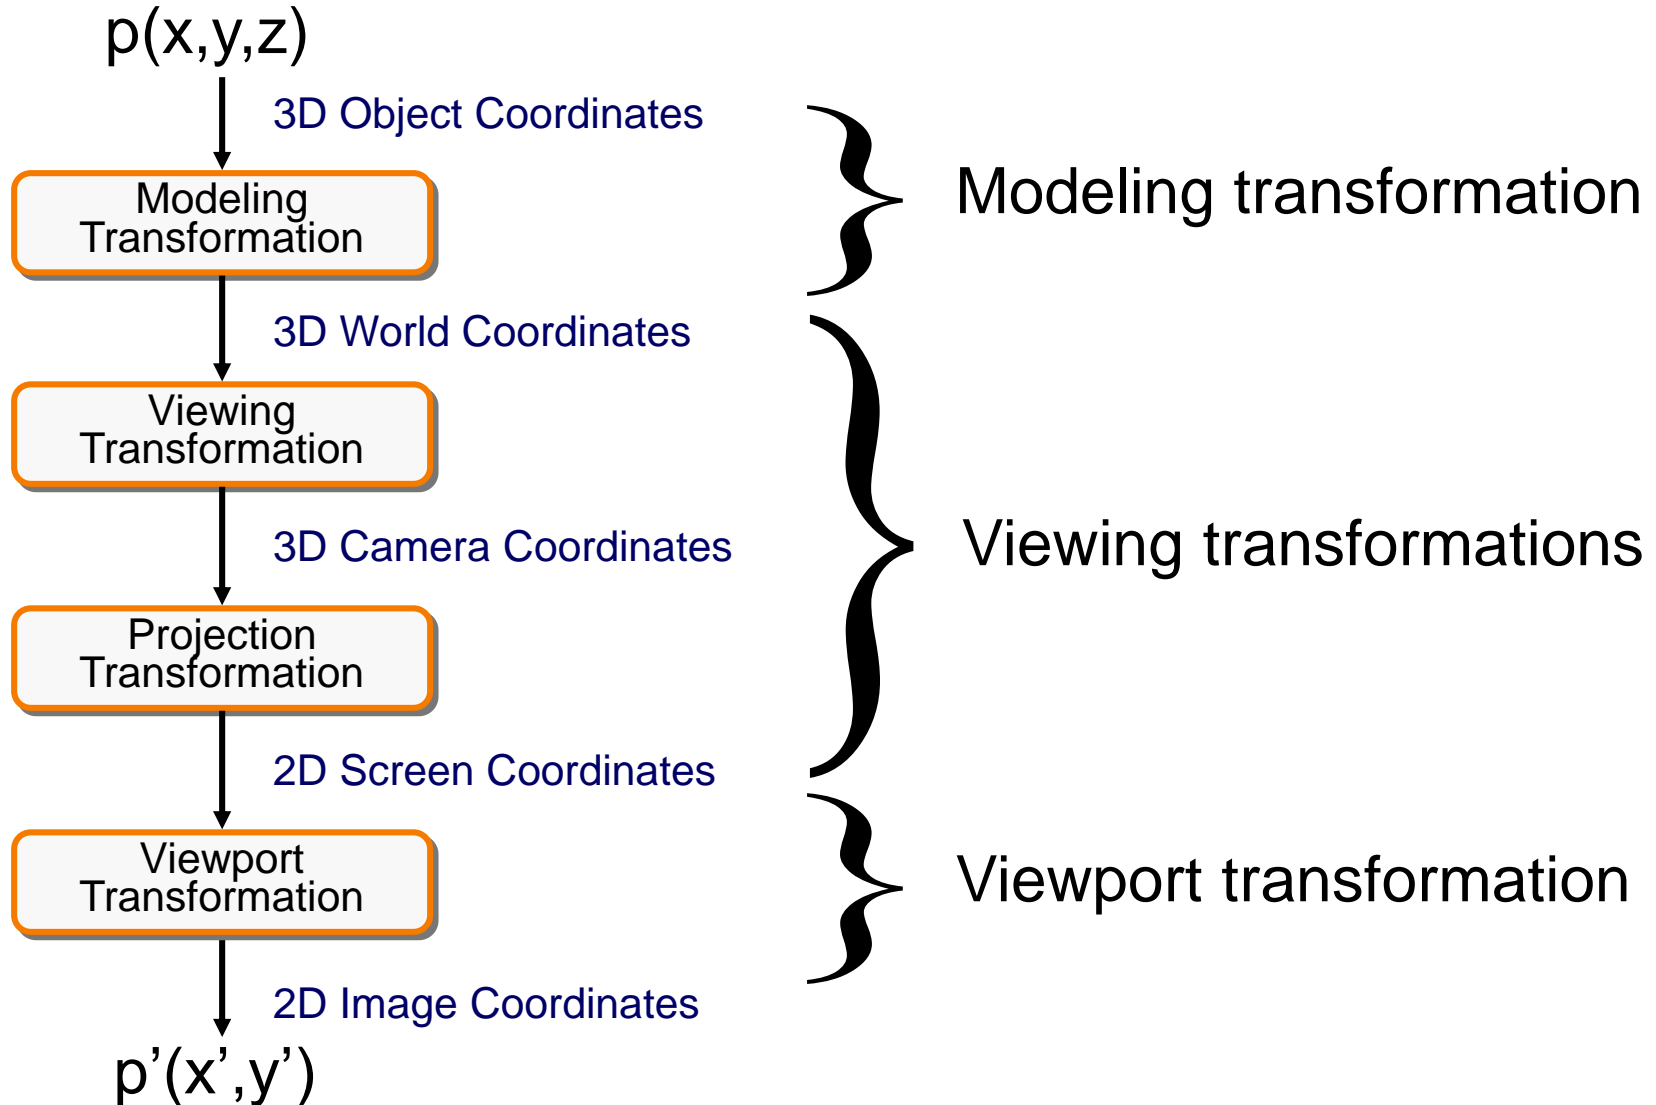 p(x,y,z)
3D Object Coordinates
Modeling
Transformation
Modeling transformation
3D World Coordinates
Viewing
Transformation
3D Camera Coordinates
Viewing transformations
Projection
Transformation
2D Screen Coordinates
Viewport
Transformation
Viewport transformation
2D Image Coordinates
p’(x’,y’)